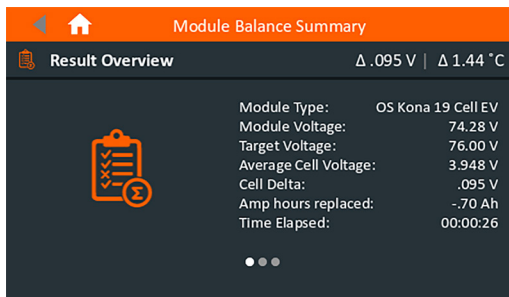 Module Balance Summary
Result Overview Δ .095 V | Δ 1.44 °C
Module Type: OS Kona 19 Cell EV
Module Voltage: 74.28 V
Target Voltage: 76.00 V
Average Cell Voltage: 3.948 V
Cell Delta: .095 V
Amp hours replaced: -.70 Ah
Time Elapsed: 00:00:26
Σ